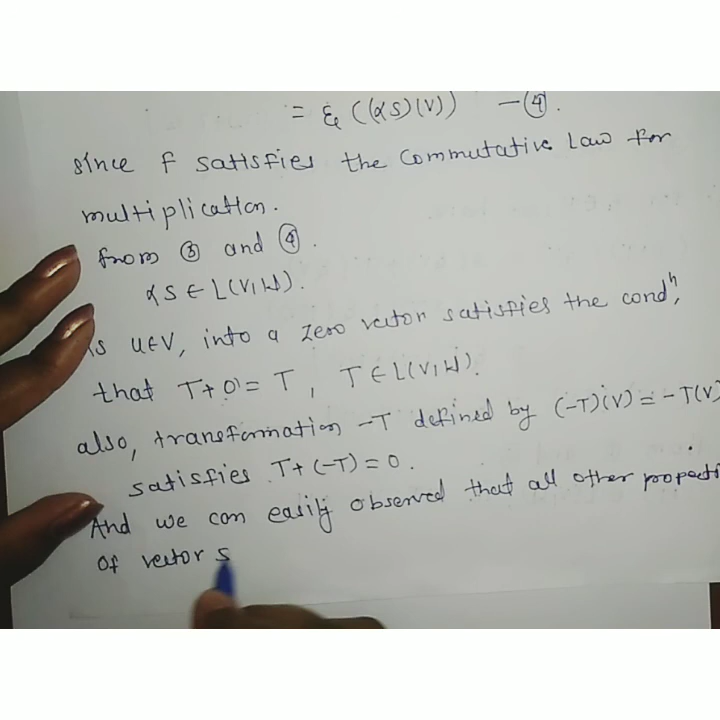 = ξ ((αS)(V)) — ④.
since F satisfies the commutative Law for
multiplication.
from ③ and ④.
αS ∈ L(V,W).
is u∈V, into a zero vector satisfies the condⁿ,
that T+0' = T, T ∈ L(V,W).
also, transformation -T defined by (-T)(V) = -T(V)
satisfies T+(-T) = 0.
And we can easily observed that all other properti
of vector s